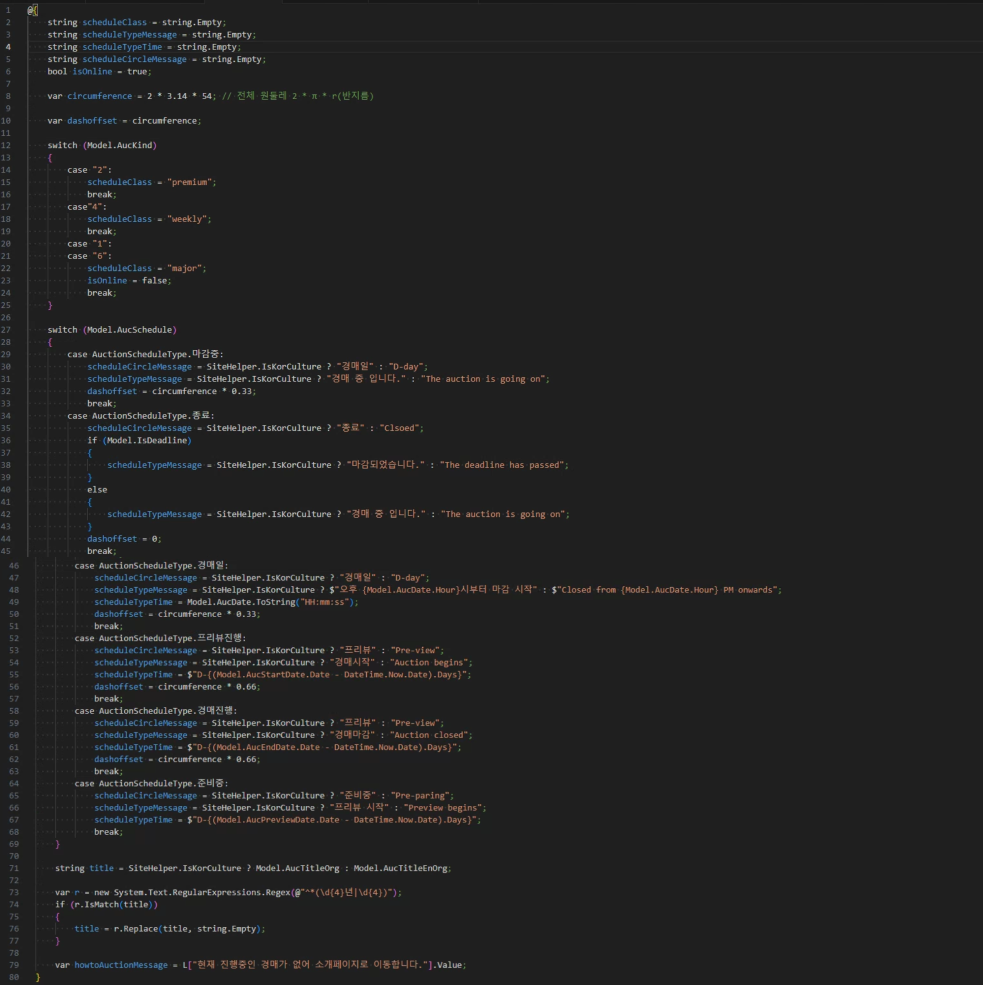 1 @{
2 string scheduleClass = string.Empty;
3 string scheduleTypeMessage = string.Empty;
4 string scheduleTypeTime = string.Empty;
5 string scheduleCircleMessage = string.Empty;
6 bool isOnline = true;
7
8 var circumference = 2 * 3.14 * 54; // 전체 원둘레 2 * π * r(반지름)
9
10 var dashoffset = circumference;
11
12 switch (Model.AucKind)
13 {
14 case "2":
15 scheduleClass = "premium";
16 break;
17 case"4":
18 scheduleClass = "weekly";
19 break;
20 case "1":
21 case "6":
22 scheduleClass = "major";
23 isOnline = false;
24 break;
25 }
26
27 switch (Model.AucSchedule)
28 {
29 case AuctionScheduleType.마감중:
30 scheduleCircleMessage = SiteHelper.IsKorCulture ? "경매일" : "D-day";
31 scheduleTypeMessage = SiteHelper.IsKorCulture ? "경매 중 입니다." : "The auction is going on";
32 dashoffset = circumference * 0.33;
33 break;
34 case AuctionScheduleType.종료:
35 scheduleCircleMessage = SiteHelper.IsKorCulture ? "종료" : "Clsoed";
36 if (Model.IsDeadline)
37 {
38 scheduleTypeMessage = SiteHelper.IsKorCulture ? "마감되었습니다." : "The deadline has passed";
39 }
40 else
41 {
42 scheduleTypeMessage = SiteHelper.IsKorCulture ? "경매 중 입니다." : "The auction is going on";
43 }
44 dashoffset = 0;
45 break;
46 case AuctionScheduleType.경매일:
47 scheduleCircleMessage = SiteHelper.IsKorCulture ? "경매일" : "D-day";
48 scheduleTypeMessage = SiteHelper.IsKorCulture ? $"오후 {Model.AucDate.Hour}시부터 마감 시작" : $"Closed from {Model.AucDate.Hour} PM onwards";
49 scheduleTypeTime = Model.AucDate.ToString("HH:mm:ss");
50 dashoffset = circumference * 0.33;
51 break;
52 case AuctionScheduleType.프리뷰진행:
53 scheduleCircleMessage = SiteHelper.IsKorCulture ? "프리뷰" : "Pre-view";
54 scheduleTypeMessage = SiteHelper.IsKorCulture ? "경매시작" : "Auction begins";
55 scheduleTypeTime = $"D-{(Model.AucStartDate.Date - DateTime.Now.Date).Days}";
56 dashoffset = circumference * 0.66;
57 break;
58 case AuctionScheduleType.경매진행:
59 scheduleCircleMessage = SiteHelper.IsKorCulture ? "프리뷰" : "Pre-view";
60 scheduleTypeMessage = SiteHelper.IsKorCulture ? "경매마감" : "Auction closed";
61 scheduleTypeTime = $"D-{(Model.AucEndDate.Date - DateTime.Now.Date).Days}";
62 dashoffset = circumference * 0.66;
63 break;
64 case AuctionScheduleType.준비중:
65 scheduleCircleMessage = SiteHelper.IsKorCulture ? "준비중" : "Pre-paring";
66 scheduleTypeMessage = SiteHelper.IsKorCulture ? "프리뷰 시작" : "Preview begins";
67 scheduleTypeTime = $"D-{(Model.AucPreviewDate.Date - DateTime.Now.Date).Days}";
68 break;
69 }
70
71 string title = SiteHelper.IsKorCulture ? Model.AucTitleOrg : Model.AucTitleEnOrg;
72
73 var r = new System.Text.RegularExpressions.Regex(@"^*(\d{4}년|\d{4})");
74 if (r.IsMatch(title))
75 {
76 title = r.Replace(title, string.Empty);
77 }
78
79 var howtoAuctionMessage = L["현재 진행중인 경매가 없어 소개페이지로 이동합니다."].Value;
80 }